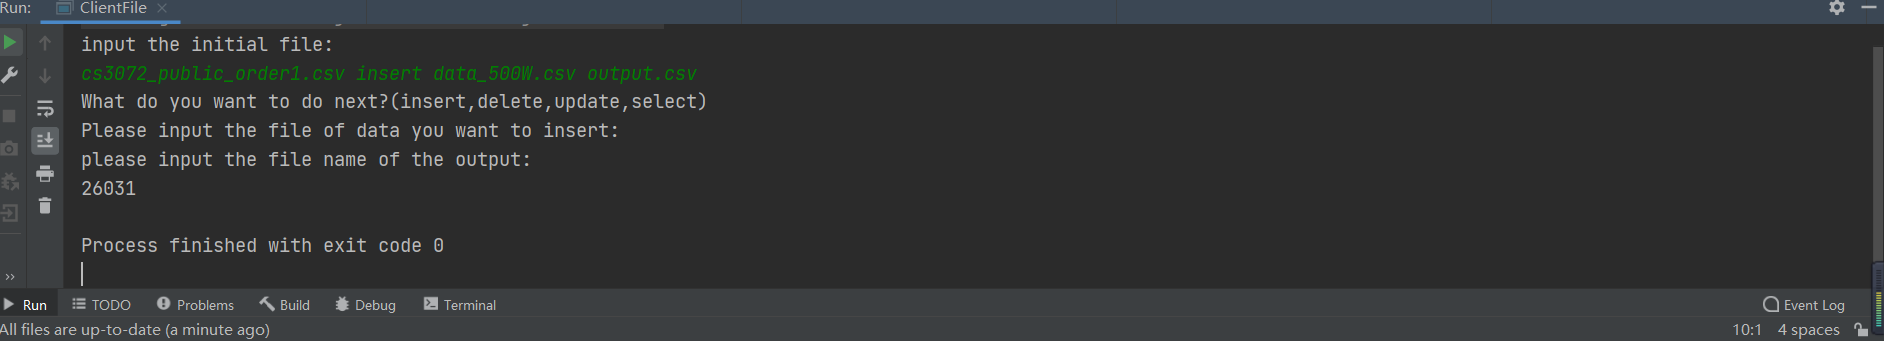 Run: ClientFile
input the initial file:
cs3072_public_order1.csv insert data_500W.csv output.csv
What do you want to do next?(insert,delete,update,select)
Please input the file of data you want to insert:
please input the file name of the output:
26031
Process finished with exit code 0
Run TODO Problems Build Debug Terminal Event Log
All files are up-to-date (a minute ago) 10:1 4 spaces